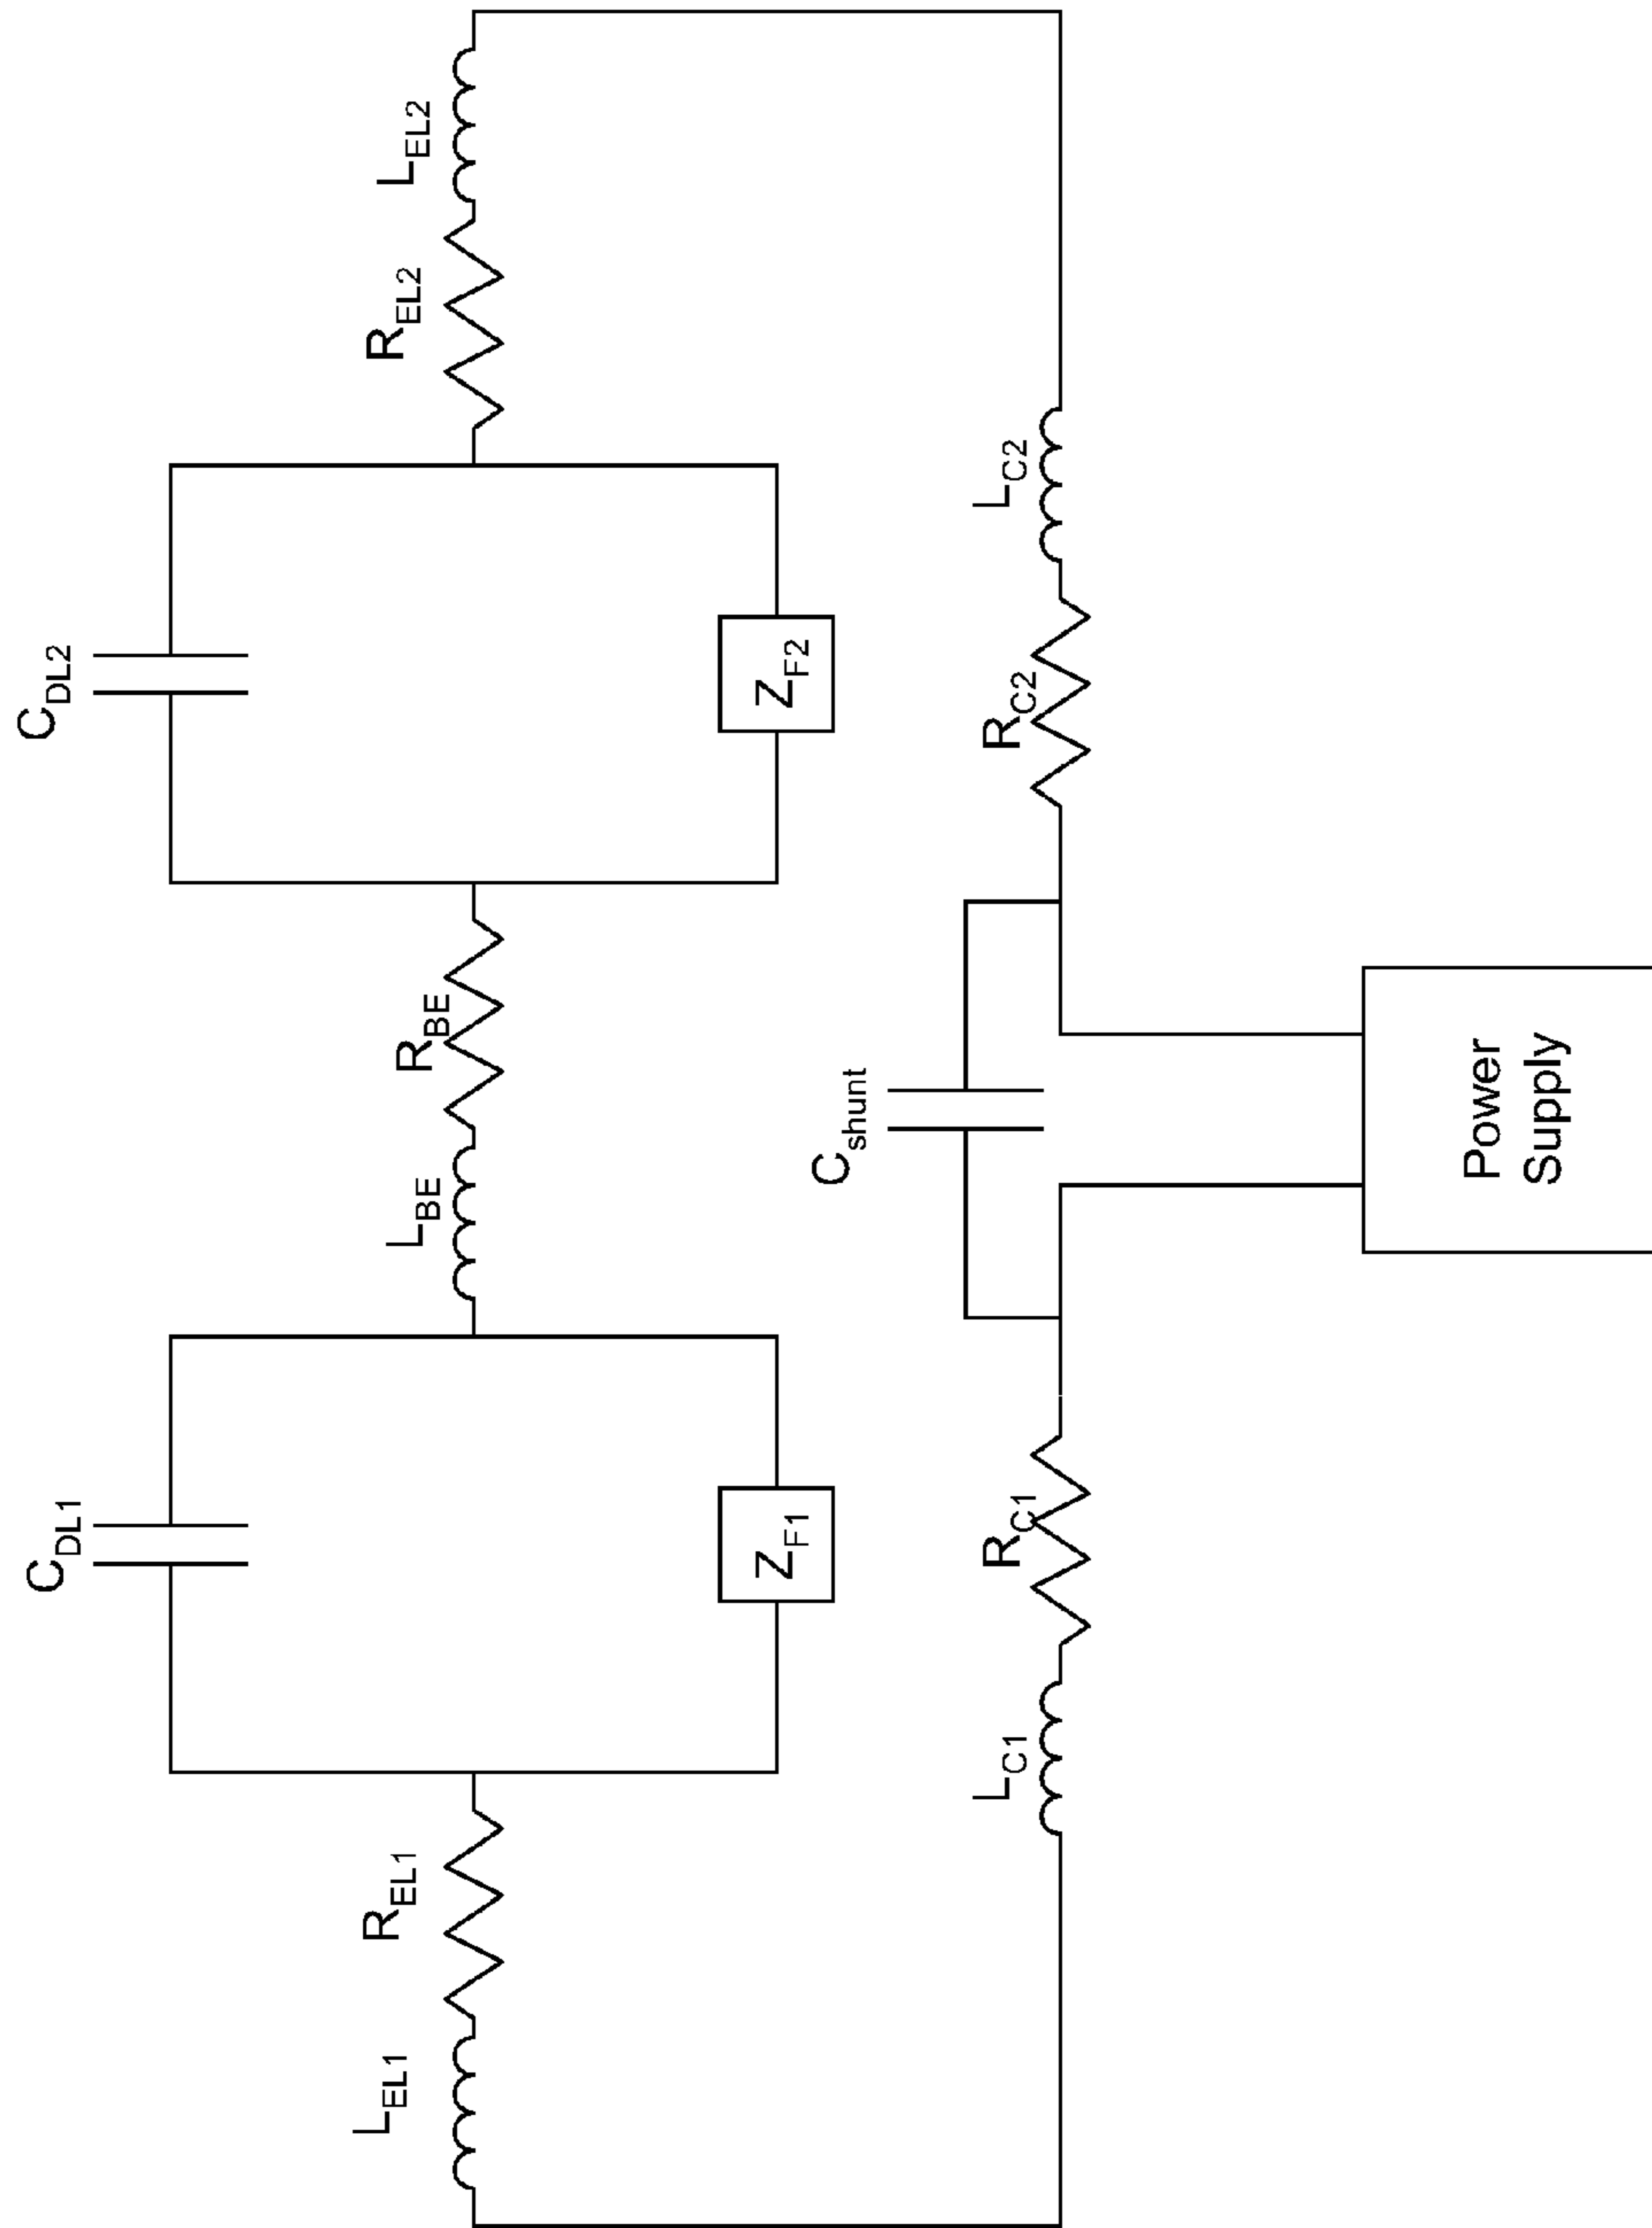 C_DL1
C_DL2
L_EL1
R_EL1
L_BE
R_BE
R_EL2
L_EL2
Z_F1
Z_F2
C_shunt
L_C1
R_C1
R_C2
L_C2
Power
Supply